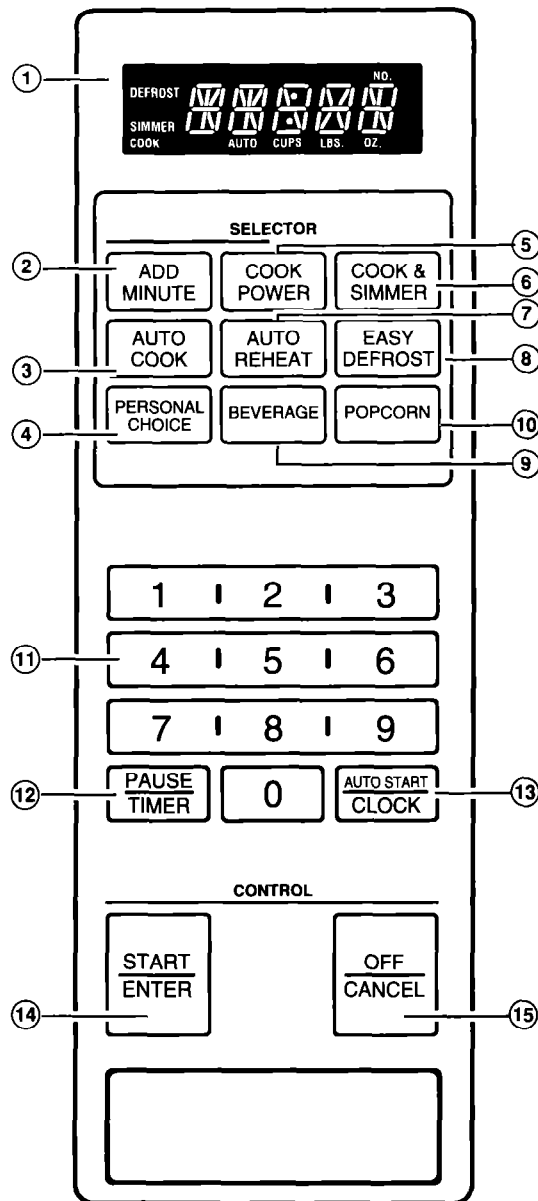 1
NO.
DEFROST
SIMMER
COOK AUTO CUPS LBS. OZ.
SELECTOR
2 ADD MINUTE
COOK POWER 5
COOK & SIMMER 6
3 AUTO COOK
AUTO REHEAT 7
EASY DEFROST 8
4 PERSONAL CHOICE
BEVERAGE 9
POPCORN 10
1 2 3
11 4 5 6
7 8 9
12 PAUSE TIMER
0
AUTO START CLOCK 13
CONTROL
START ENTER 14
OFF CANCEL 15